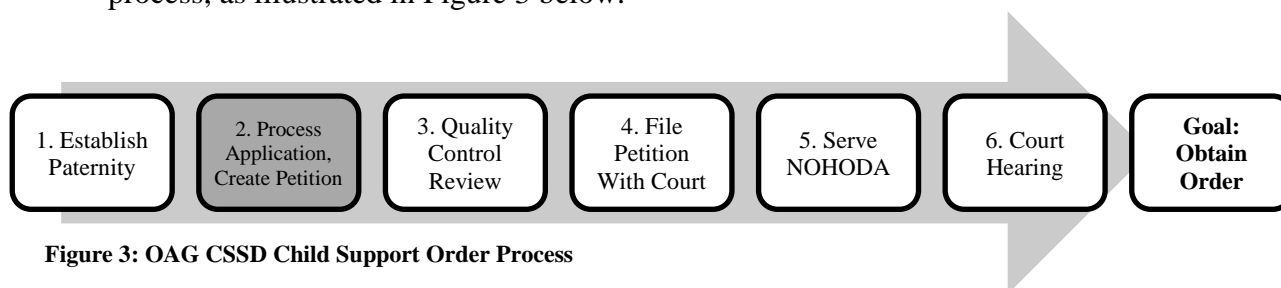 process, as illustrated in Figure 3 below.
1. Establish
Paternity
2. Process
Application,
Create Petition
3. Quality
Control
Review
4. File
Petition
With Court
5. Serve
NOHODA
6. Court
Hearing
Goal:
Obtain
Order
Figure 3: OAG CSSD Child Support Order Process